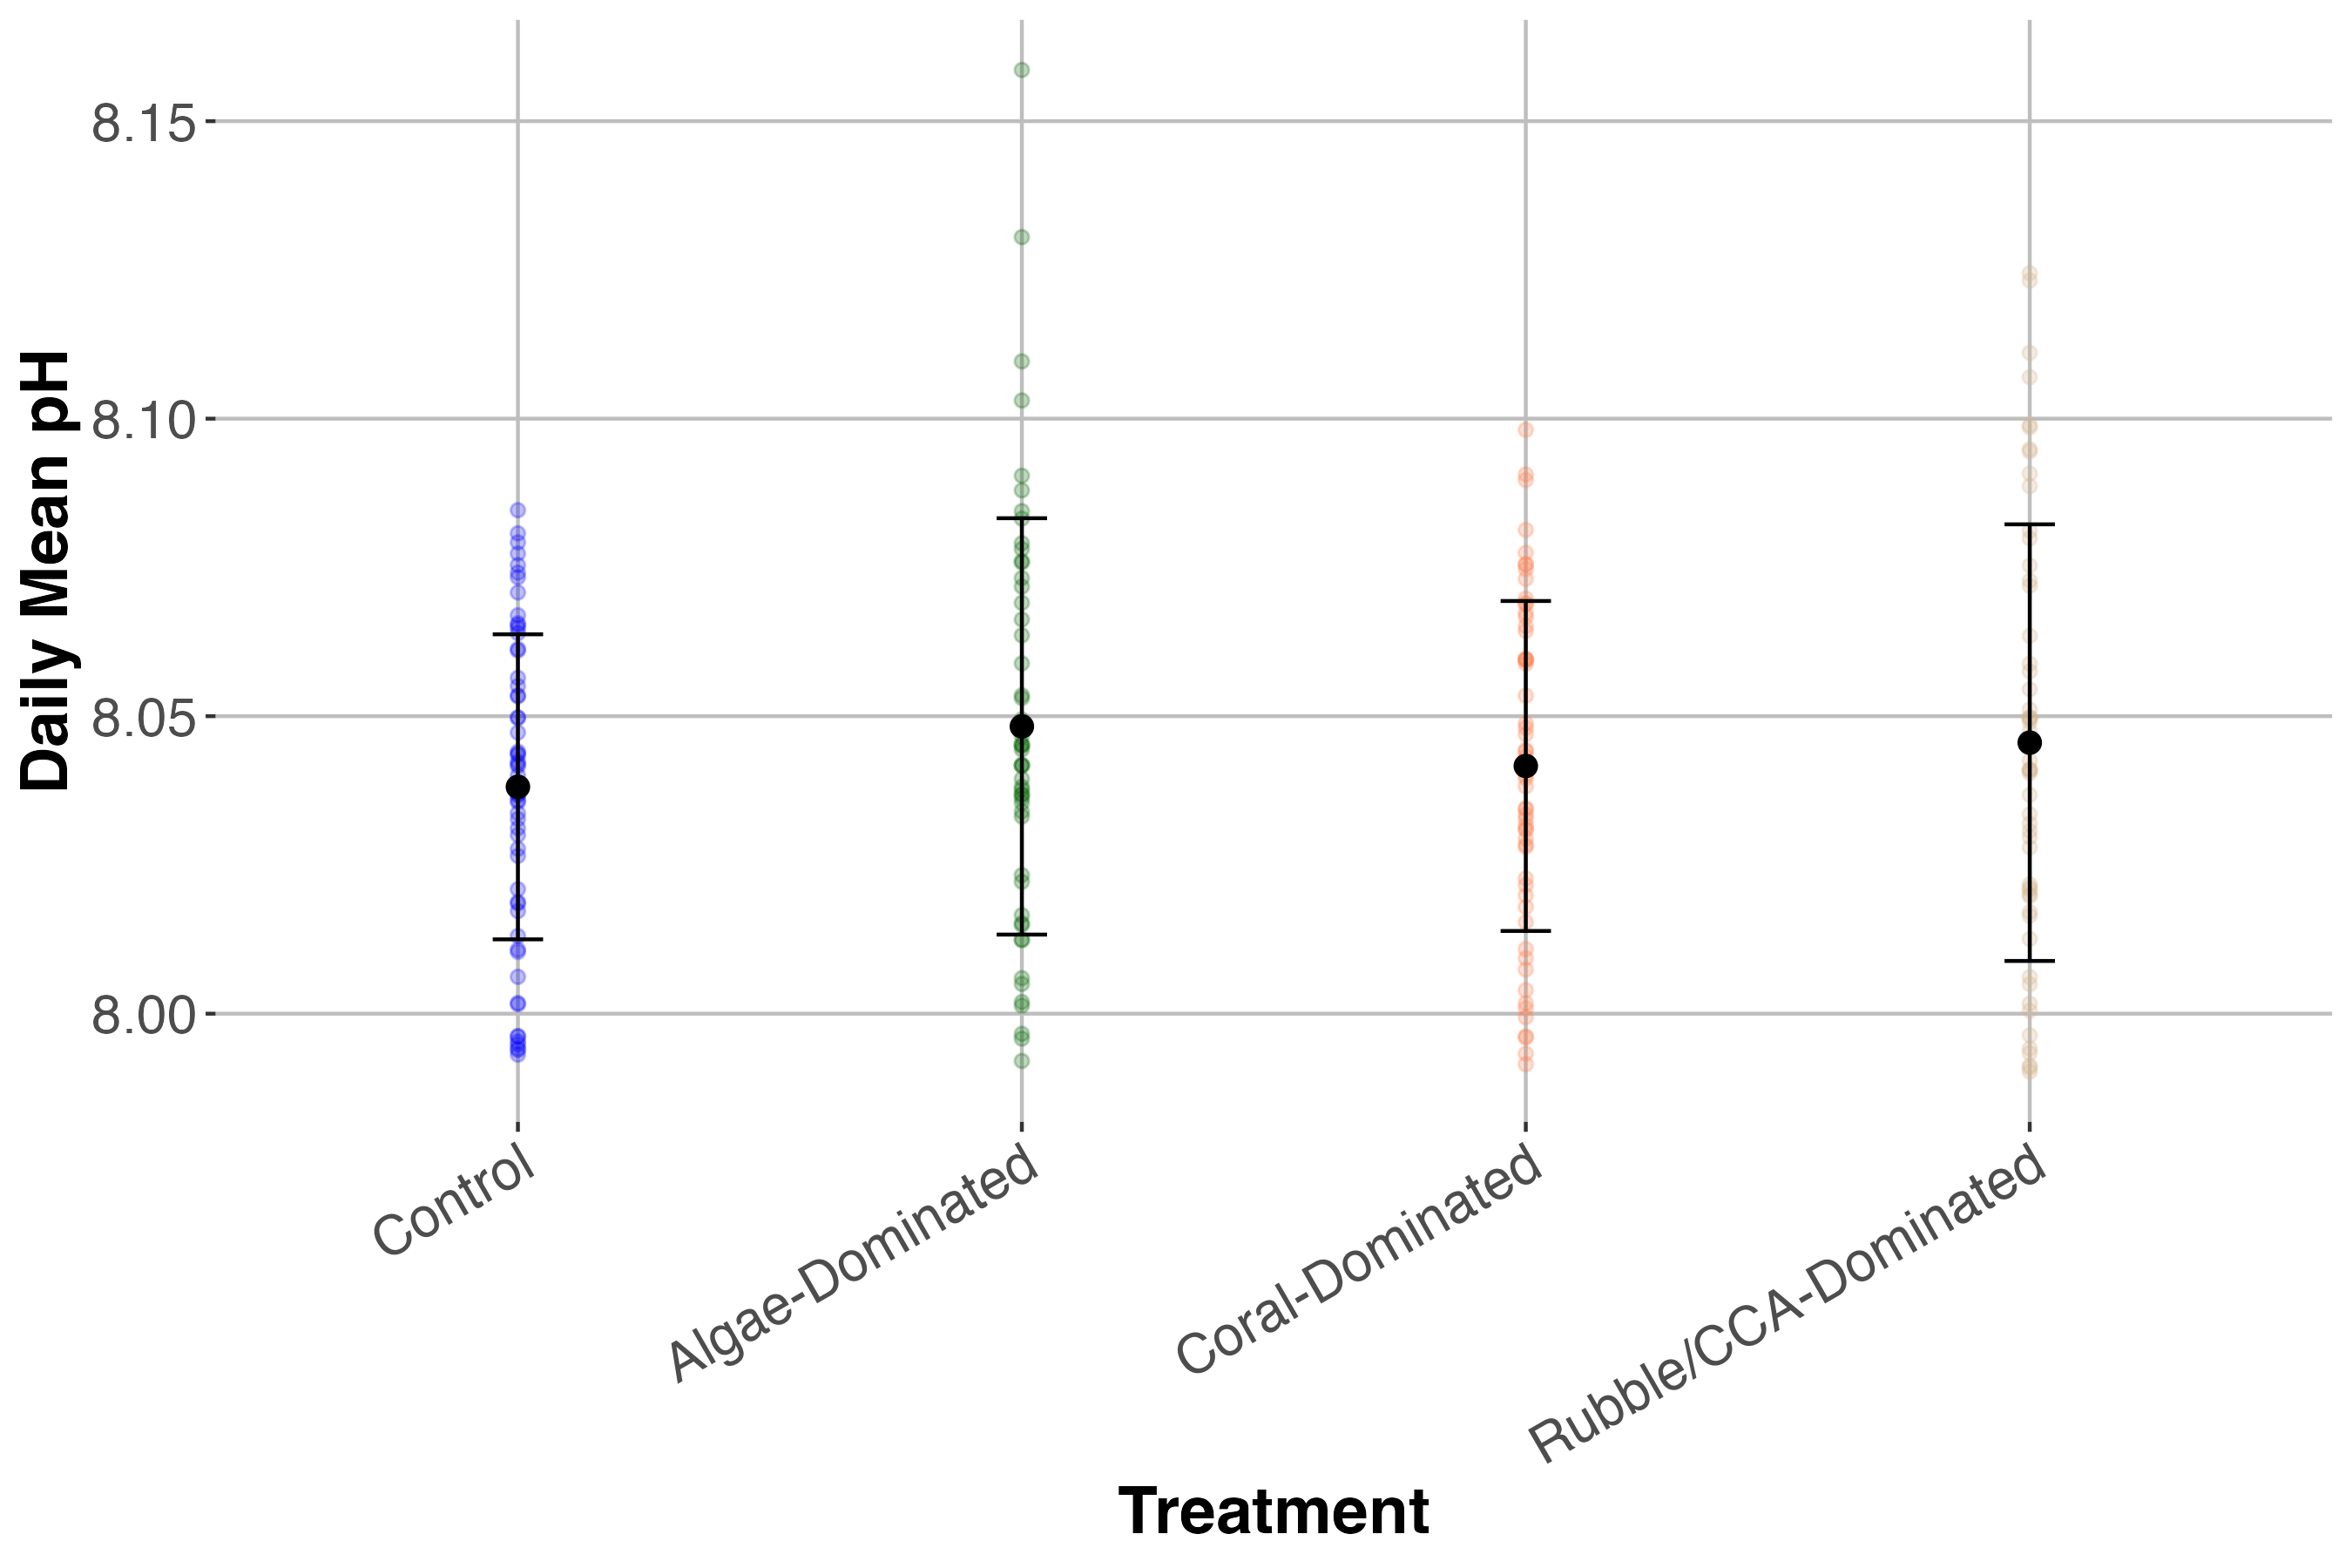 Daily Mean pH
8.15
8.10
8.05
8.00
Control
Algae-Dominated
Coral-Dominated
Rubble/CCA-Dominated
Treatment